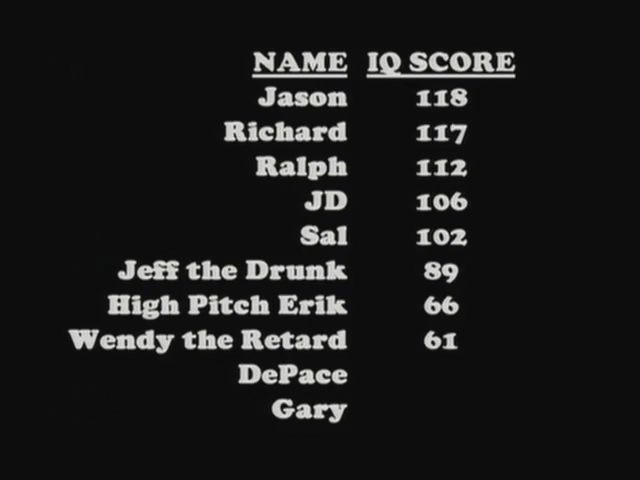 NAME IQ SCORE
Jason 118
Richard 117
Ralph 112
JD 106
Sal 102
Jeff the Drunk 89
High Pitch Erik 66
Wendy the Retard 61
DePace
Gary